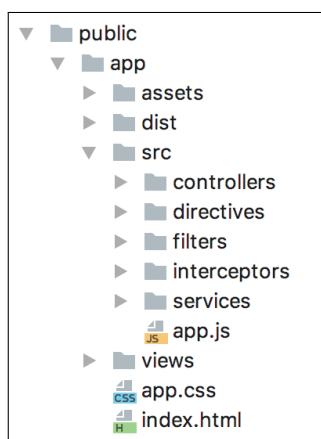 public
app
assets
dist
src
controllers
directives
filters
interceptors
services
JS app.js
views
CSS app.css
H index.html